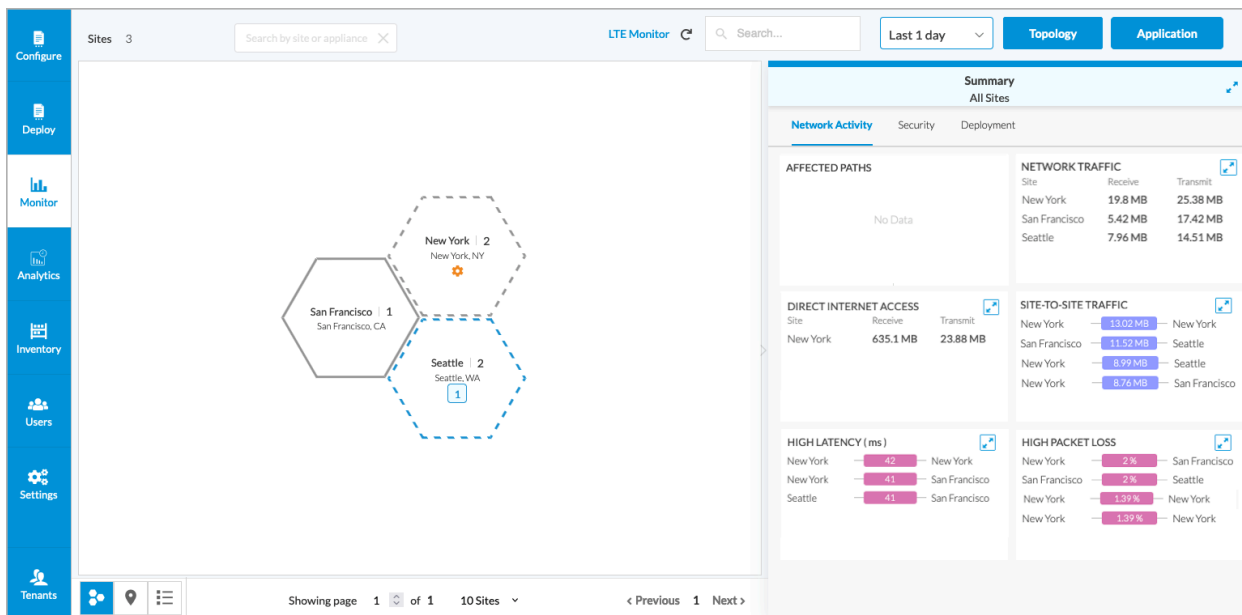 Configure
Deploy
Monitor
Analytics
Inventory
Users
Settings
Tenants
Sites 3
Search by site or appliance
LTE Monitor
Search...
Last 1 day
Topology
Application
New York | 2
New York, NY
San Francisco | 1
San Francisco, CA
Seattle | 2
Seattle, WA
1
Showing page 1 of 1 10 Sites
< Previous 1 Next >
Summary
All Sites
Network Activity Security Deployment
AFFECTED PATHS
No Data
NETWORK TRAFFIC
Site Receive Transmit
New York 19.8 MB 25.38 MB
San Francisco 5.42 MB 17.42 MB
Seattle 7.96 MB 14.51 MB
DIRECT INTERNET ACCESS
Site Receive Transmit
New York 635.1 MB 23.88 MB
SITE-TO-SITE TRAFFIC
New York 13.02 MB New York
San Francisco 11.52 MB Seattle
New York 8.99 MB Seattle
New York 8.76 MB San Francisco
HIGH LATENCY ( ms )
New York 42 New York
New York 41 San Francisco
Seattle 41 San Francisco
HIGH PACKET LOSS
New York 2 % San Francisco
San Francisco 2 % Seattle
New York 1.39 % New York
New York 1.39 % New York